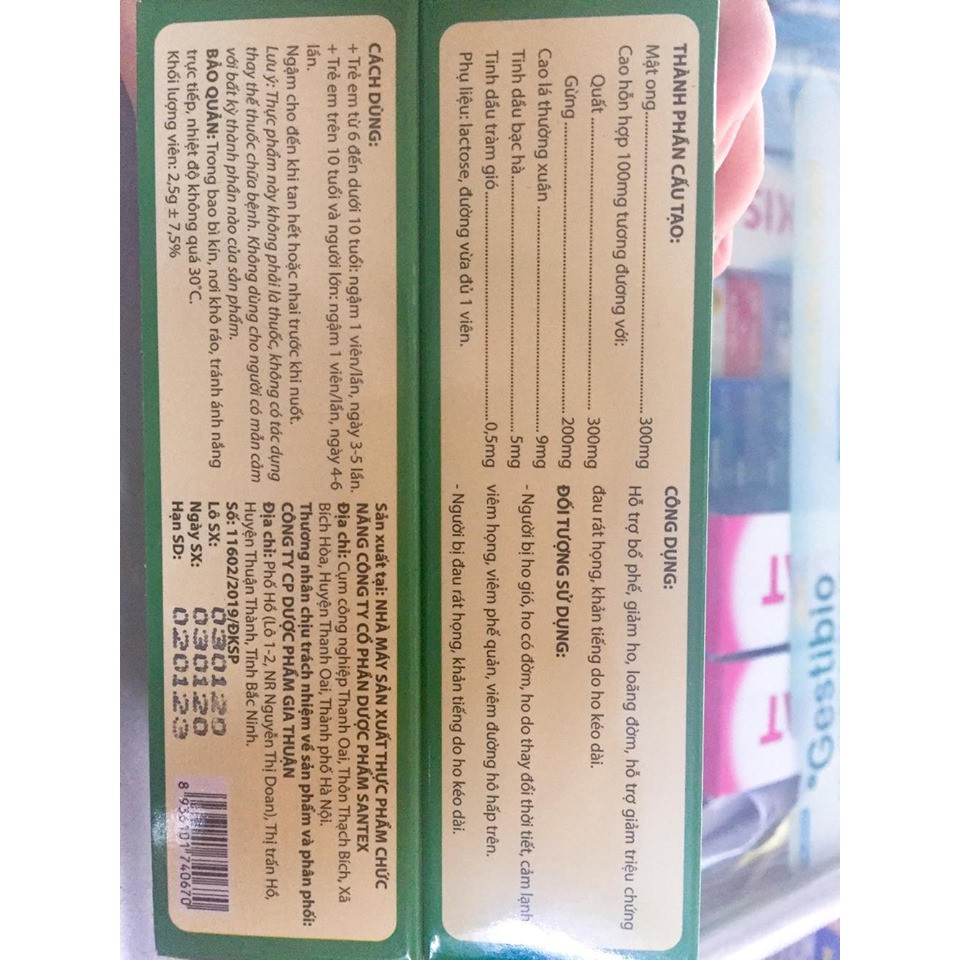 THÀNH PHẦN CẤU TẠO:
Mật ong........................300mg
Cao hỗn hợp 100mg tương đương với:
Quất ........................300mg
Gừng........................200mg
Cao lá thường xuân ........................9mg
Tinh dầu bạc hà........................5mg
Tinh dầu tràm gió........................0,5mg
Phụ liệu: lactose, đường vừa đủ 1 viên.
CÔNG DỤNG:
Hỗ trợ bổ phế, giảm ho, loãng đờm, hỗ trợ giảm triệu chứng
đau rát họng, khản tiếng do ho kéo dài.
ĐỐI TƯỢNG SỬ DỤNG:
- Người bị ho gió, ho có đờm, ho do thay đổi thời tiết, cảm lạnh
viêm họng, viêm phế quản, viêm đường hô hấp trên.
- Người bị đau rát họng, khản tiếng do ho kéo dài.
CÁCH DÙNG:
+ Trẻ em từ 6 đến dưới 10 tuổi: ngậm 1 viên/lần, ngày 3-5 lần.
+ Trẻ em trên 10 tuổi và người lớn: ngậm 1 viên/lần, ngày 4-6
lần.
Ngậm cho đến khi tan hết hoặc nhai trước khi nuốt.
Lưu ý: Thực phẩm này không phải là thuốc, không có tác dụng
thay thế thuốc chữa bệnh. Không dùng cho người có mẫn cảm
với bất kỳ thành phần nào của sản phẩm.
BẢO QUẢN: Trong bao bì kín, nơi khô ráo, tránh ánh nắng
trực tiếp, nhiệt độ không quá 30°C.
Khối lượng viên: 2,5g ± 7,5%
Sản xuất tại: NHÀ MÁY SẢN XUẤT THỰC PHẨM CHỨC
NĂNG CÔNG TY CỔ PHẦN DƯỢC PHẨM SANTEX
Địa chỉ: Cụm công nghiệp Thanh Oai, Thôn Thạch Bích, Xã
Bích Hòa, Huyện Thanh Oai, Thành phố Hà Nội.
Thương nhân chịu trách nhiệm về sản phẩm và phân phối:
CÔNG TY CP DƯỢC PHẨM GIA THUẬN
Địa chỉ: Phố Hồ (Lô 1-2, NR Nguyễn Thị Doan), Thị trấn Hồ,
Huyện Thuận Thành, Tỉnh Bắc Ninh.
Số: 11602/2019/ĐKSP
Lô SX: 030120
Ngày SX: 030120
Hạn SD: 020123
8 936101 740670
Gestubio